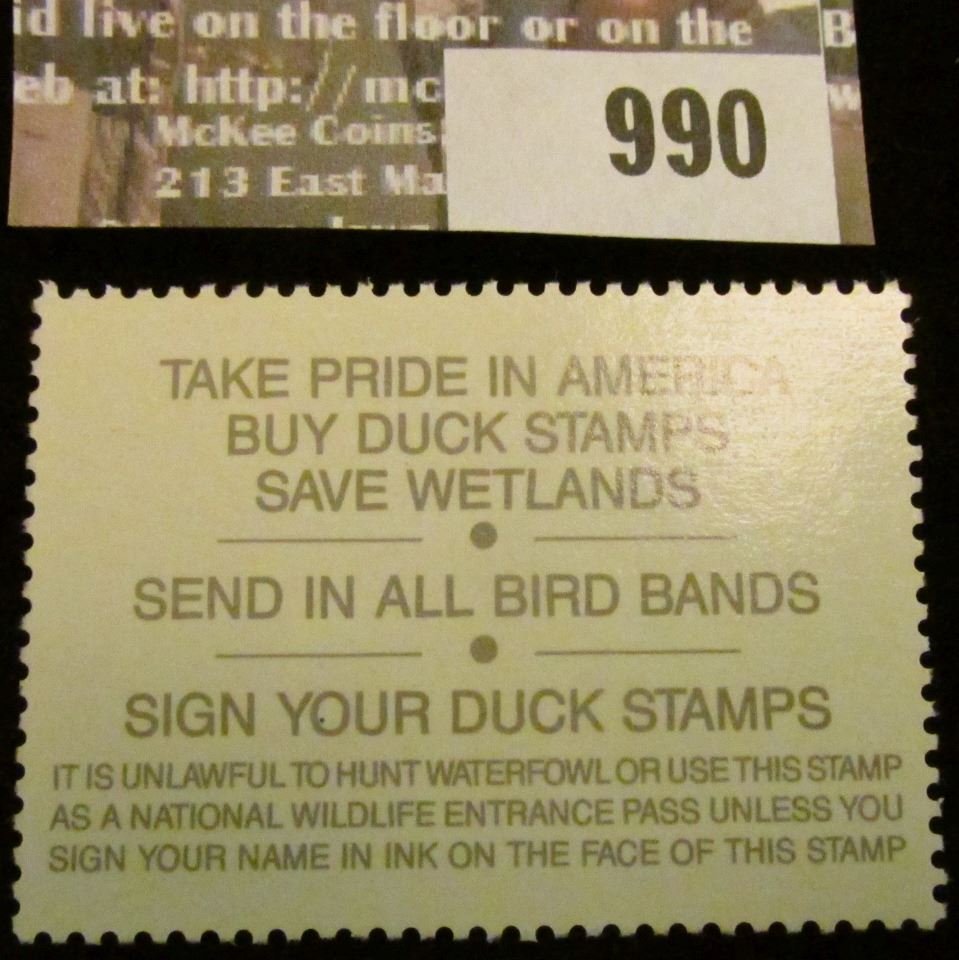 id live on the floor or on the B
eb at: http://mc w
McKee Coins
213 East Ma
990
TAKE PRIDE IN AMERICA
BUY DUCK STAMPS
SAVE WETLANDS
SEND IN ALL BIRD BANDS
SIGN YOUR DUCK STAMPS
IT IS UNLAWFUL TO HUNT WATERFOWL OR USE THIS STAMP
AS A NATIONAL WILDLIFE ENTRANCE PASS UNLESS YOU
SIGN YOUR NAME IN INK ON THE FACE OF THIS STAMP